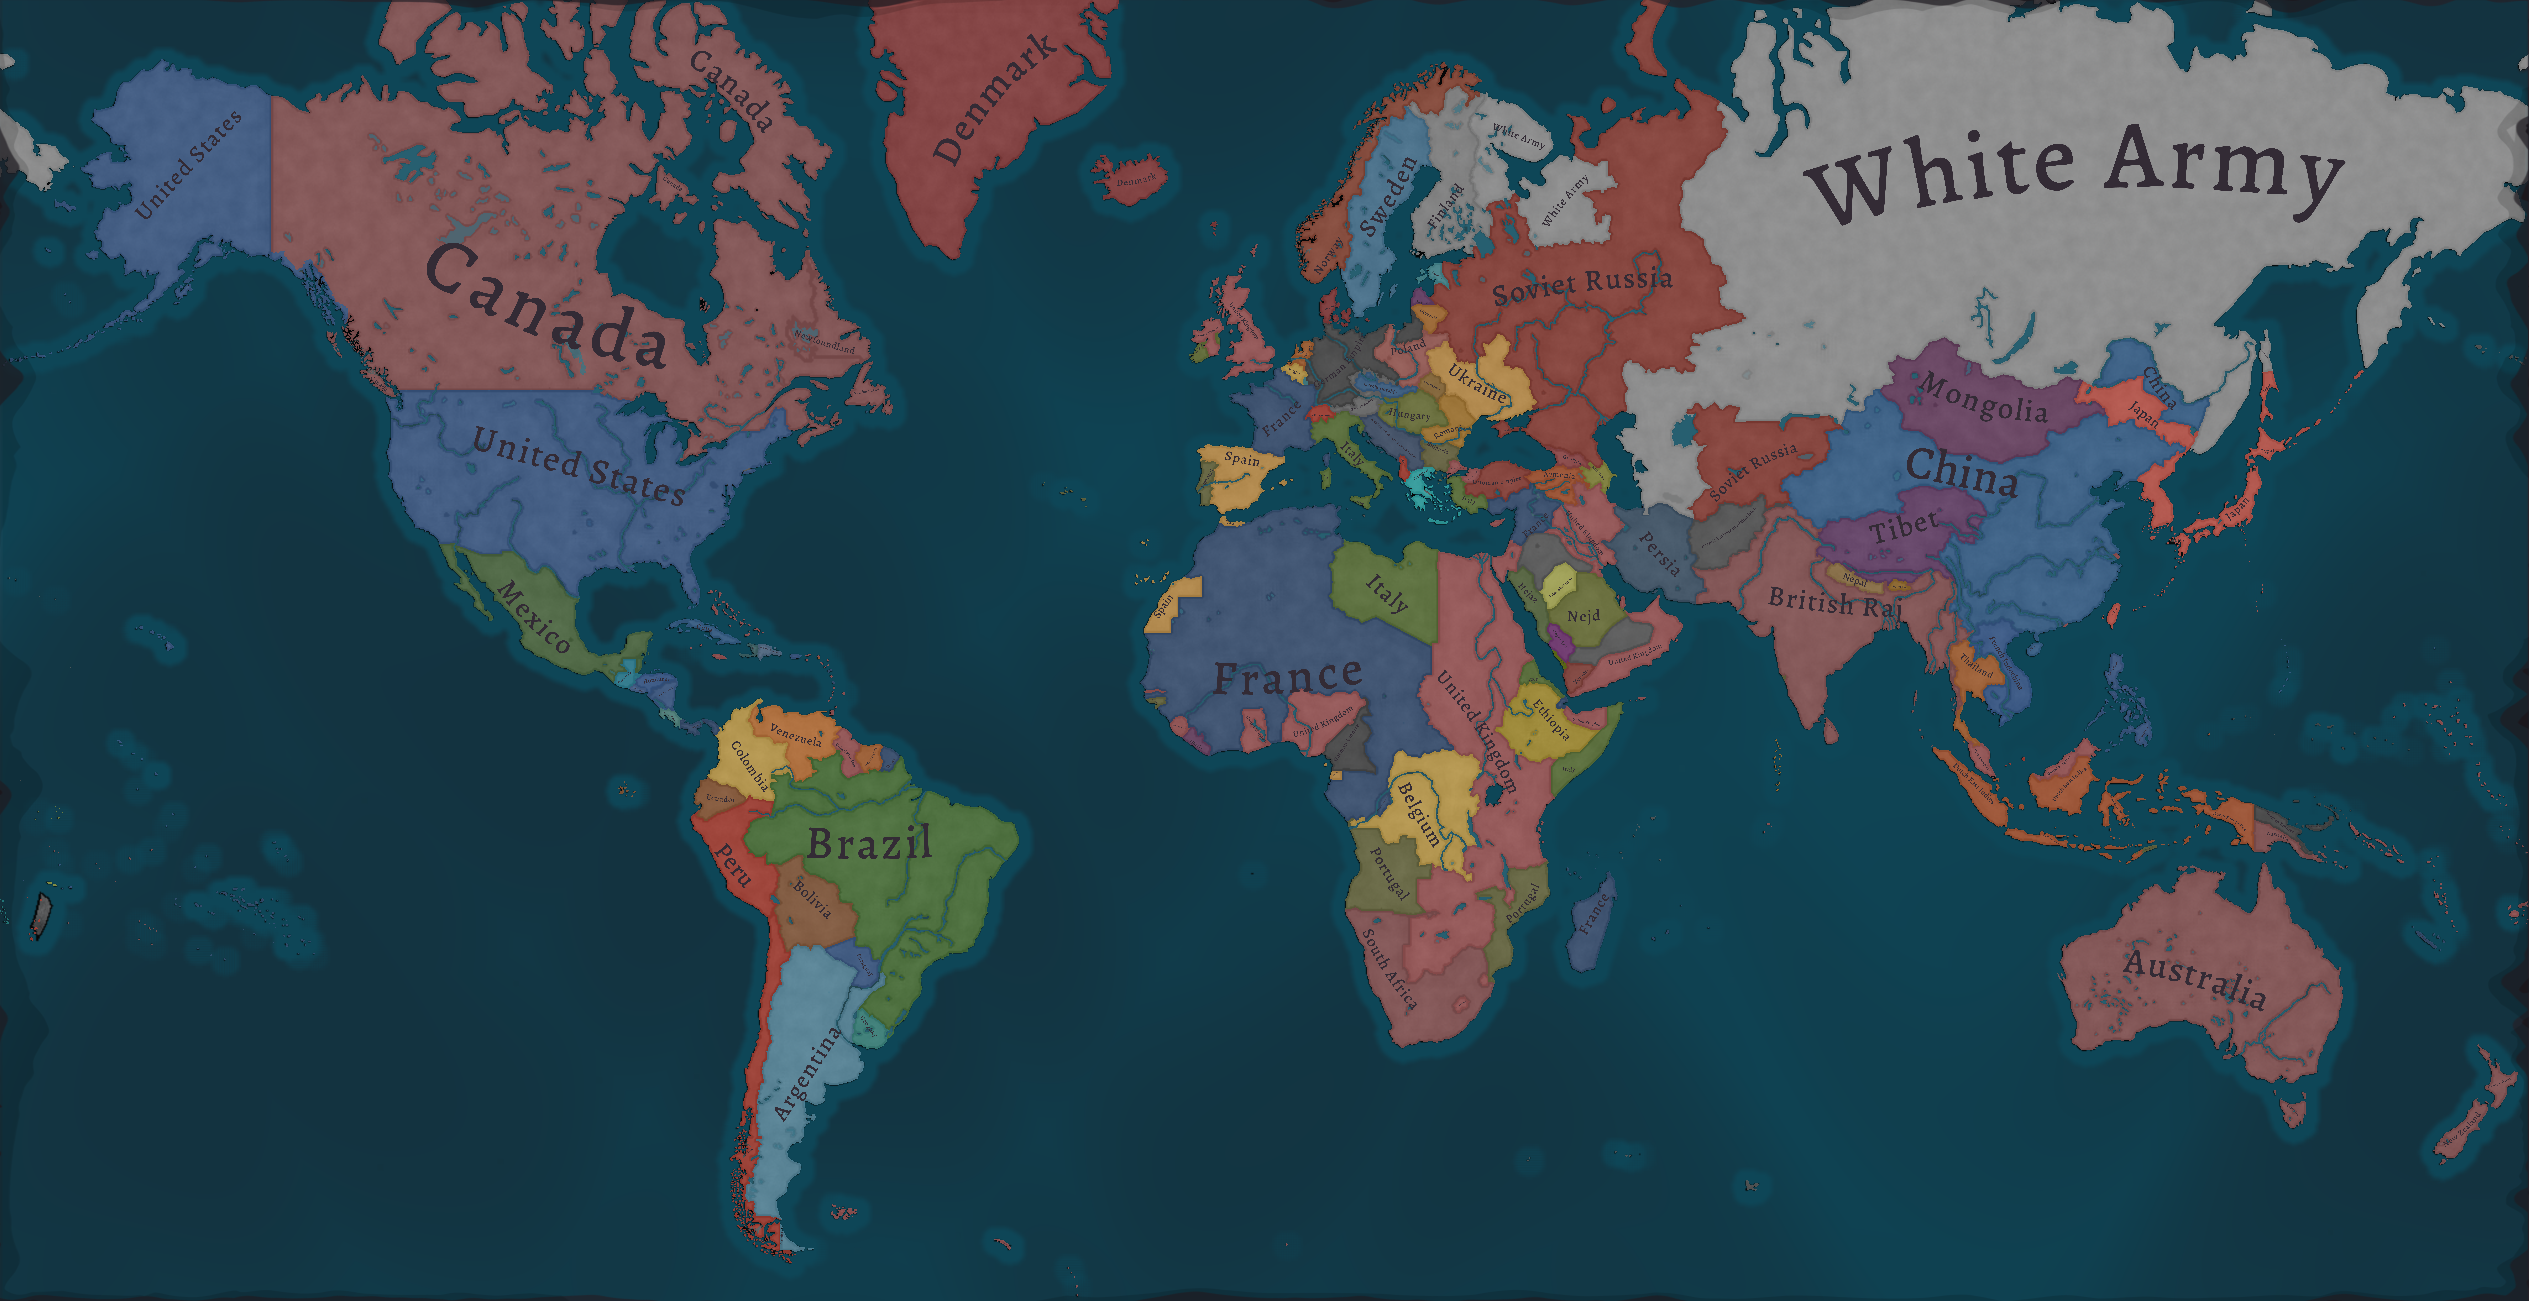 United States
Canada
Canada
Canada
Newfoundland
Denmark
Denmark
United States
Mexico
Colombia
Venezuela
Ecuador
Peru
Brazil
Bolivia
Argentina
Norway
Sweden
Finland
White Army
White Army
White Army
Soviet Russia
Poland
Ukraine
France
Hungary
Spain
Italy
Soviet Russia
Mongolia
China
Japan
China
Japan
Tibet
Nepal
British Raj
Persia
Thailand
Hejaz
Nejd
United Kingdom
Spain
France
Italy
United Kingdom
United Kingdom
Ethiopia
Italy
Belgium
Portugal
Portugal
South Africa
France
Australia
New Zealand